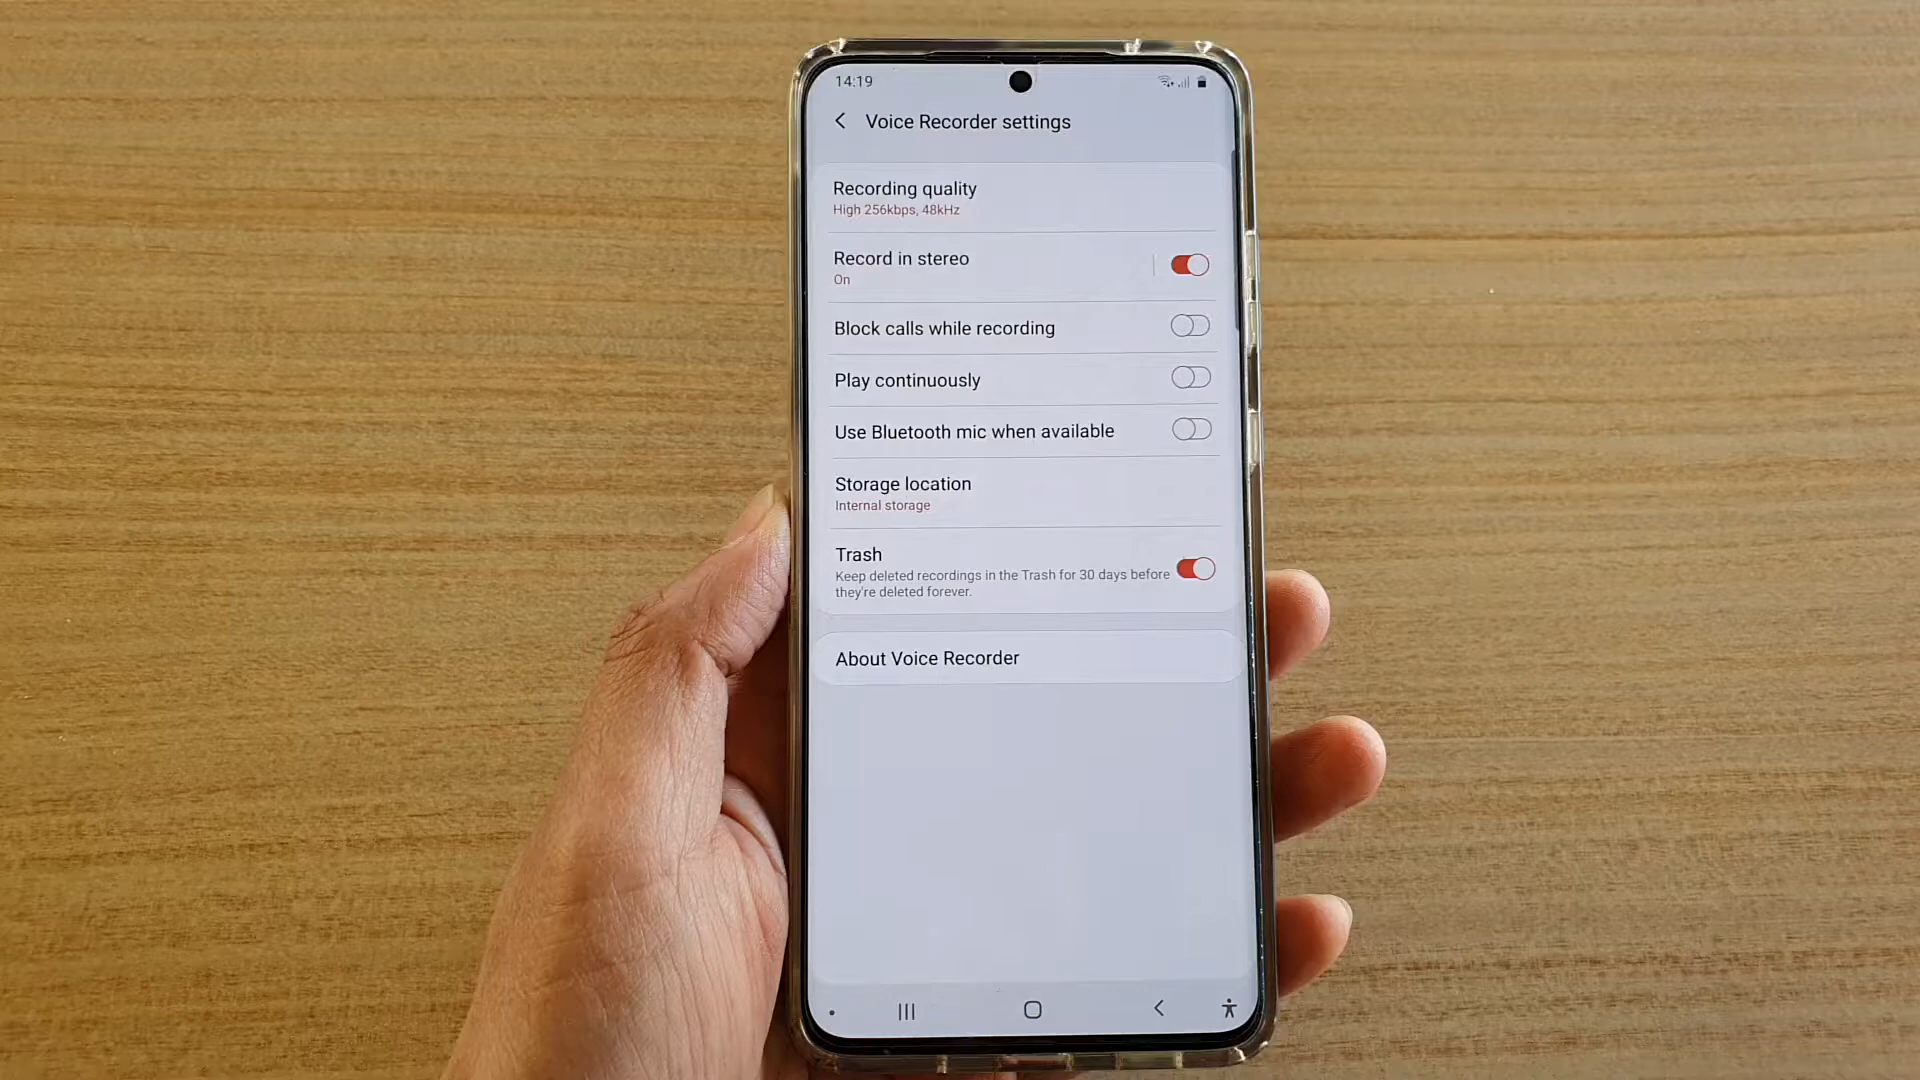 14:19
Voice Recorder settings
Recording quality
High 256kbps, 48kHz
Record in stereo
On
Block calls while recording
Play continuously
Use Bluetooth mic when available
Storage location
Internal storage
Trash
Keep deleted recordings in the Trash for 30 days before
they're deleted forever.
About Voice Recorder